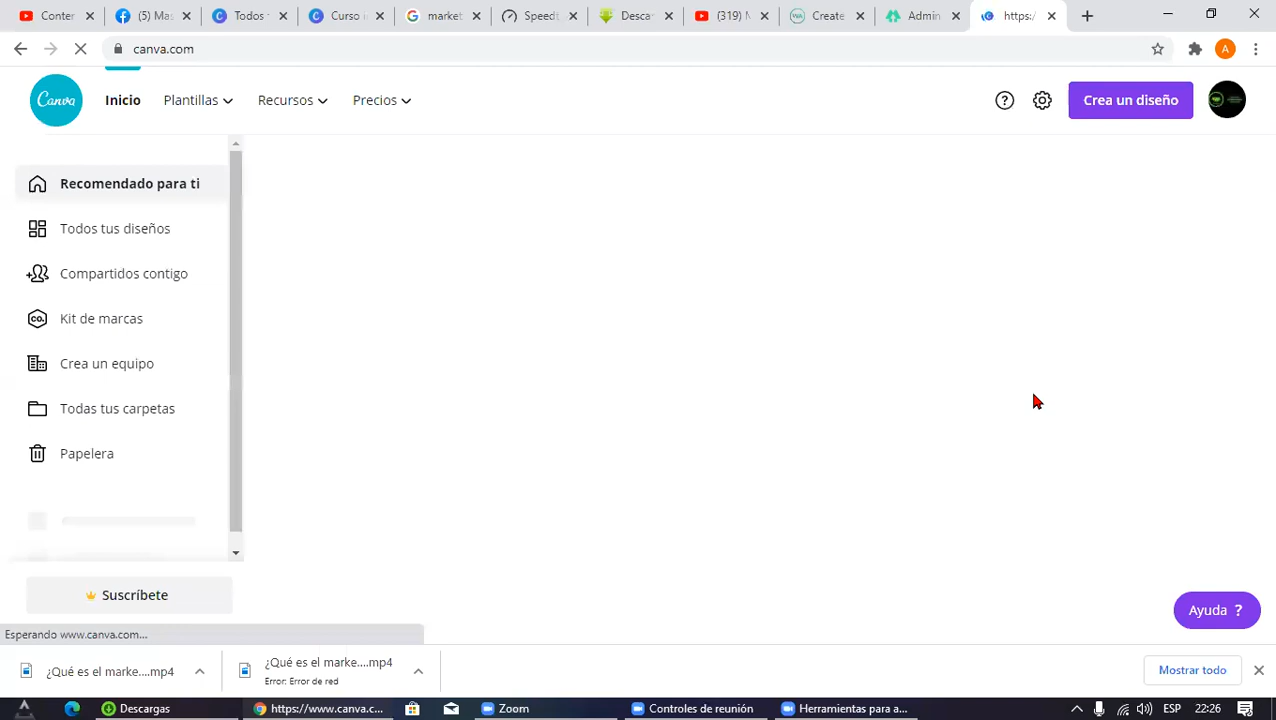 Conter
(5) Mas
Todos
Curso i
market
SpeedT
Desca
(319) 
Create
Admin
https:/
canva.com
Canva
Inicio
Plantillas
Recursos
Precios
Crea un diseño
Recomendado para ti
Todos tus diseños
Compartidos contigo
CO.
Kit de marcas
Crea un equipo
Todas tus carpetas
Papelera
Suscríbete
Ayuda ?
Esperando www.canva.com...
¿Qué es el marke....mp4
¿Qué es el marke....mp4
Error: Error de red
Mostrar todo
Descargas
https://www.canva.c...
Zoom
Controles de reunión
Herramientas para a...
ESP
22:26